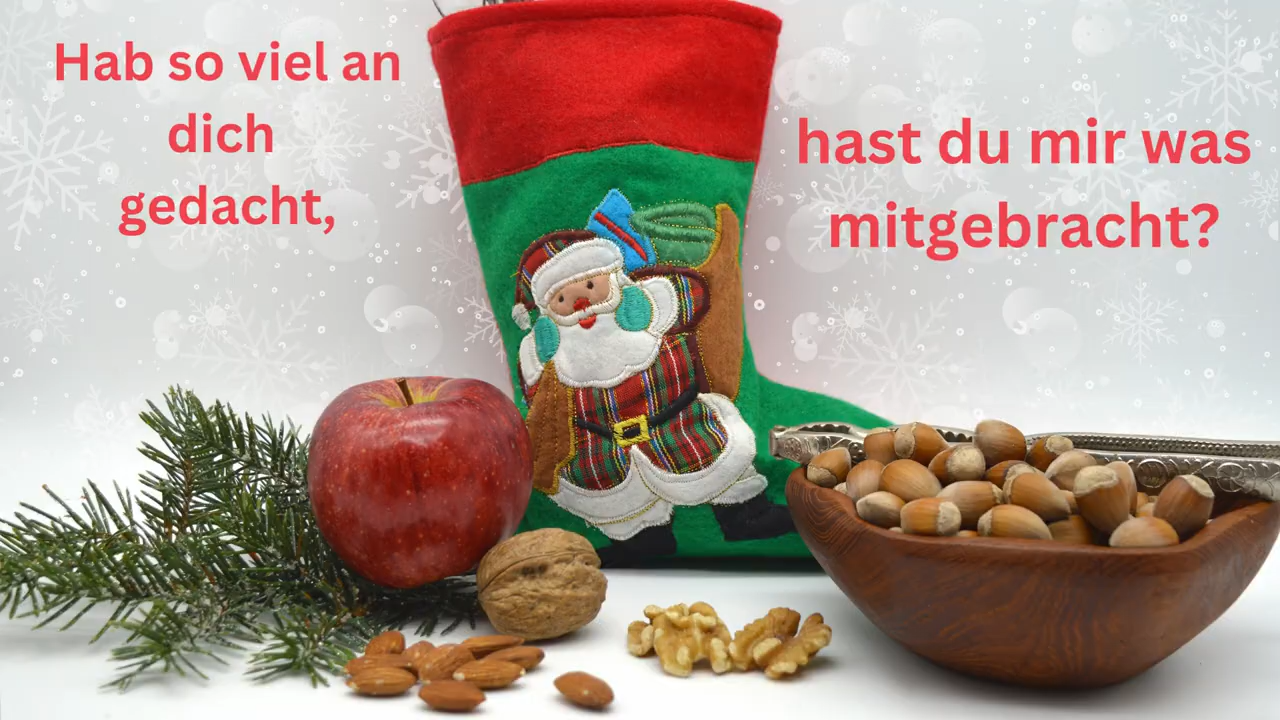 Hab so viel an
dich
gedacht,
hast du mir was
mitgebracht?